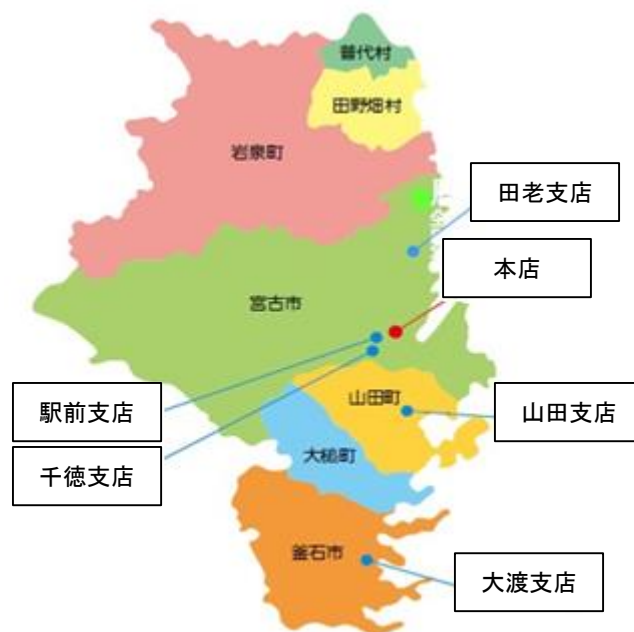 普代村
田野畑村
岩泉町
田老支店
本店
宮古市
駅前支店
山田町
山田支店
千徳支店
大槌町
釜石市
大渡支店